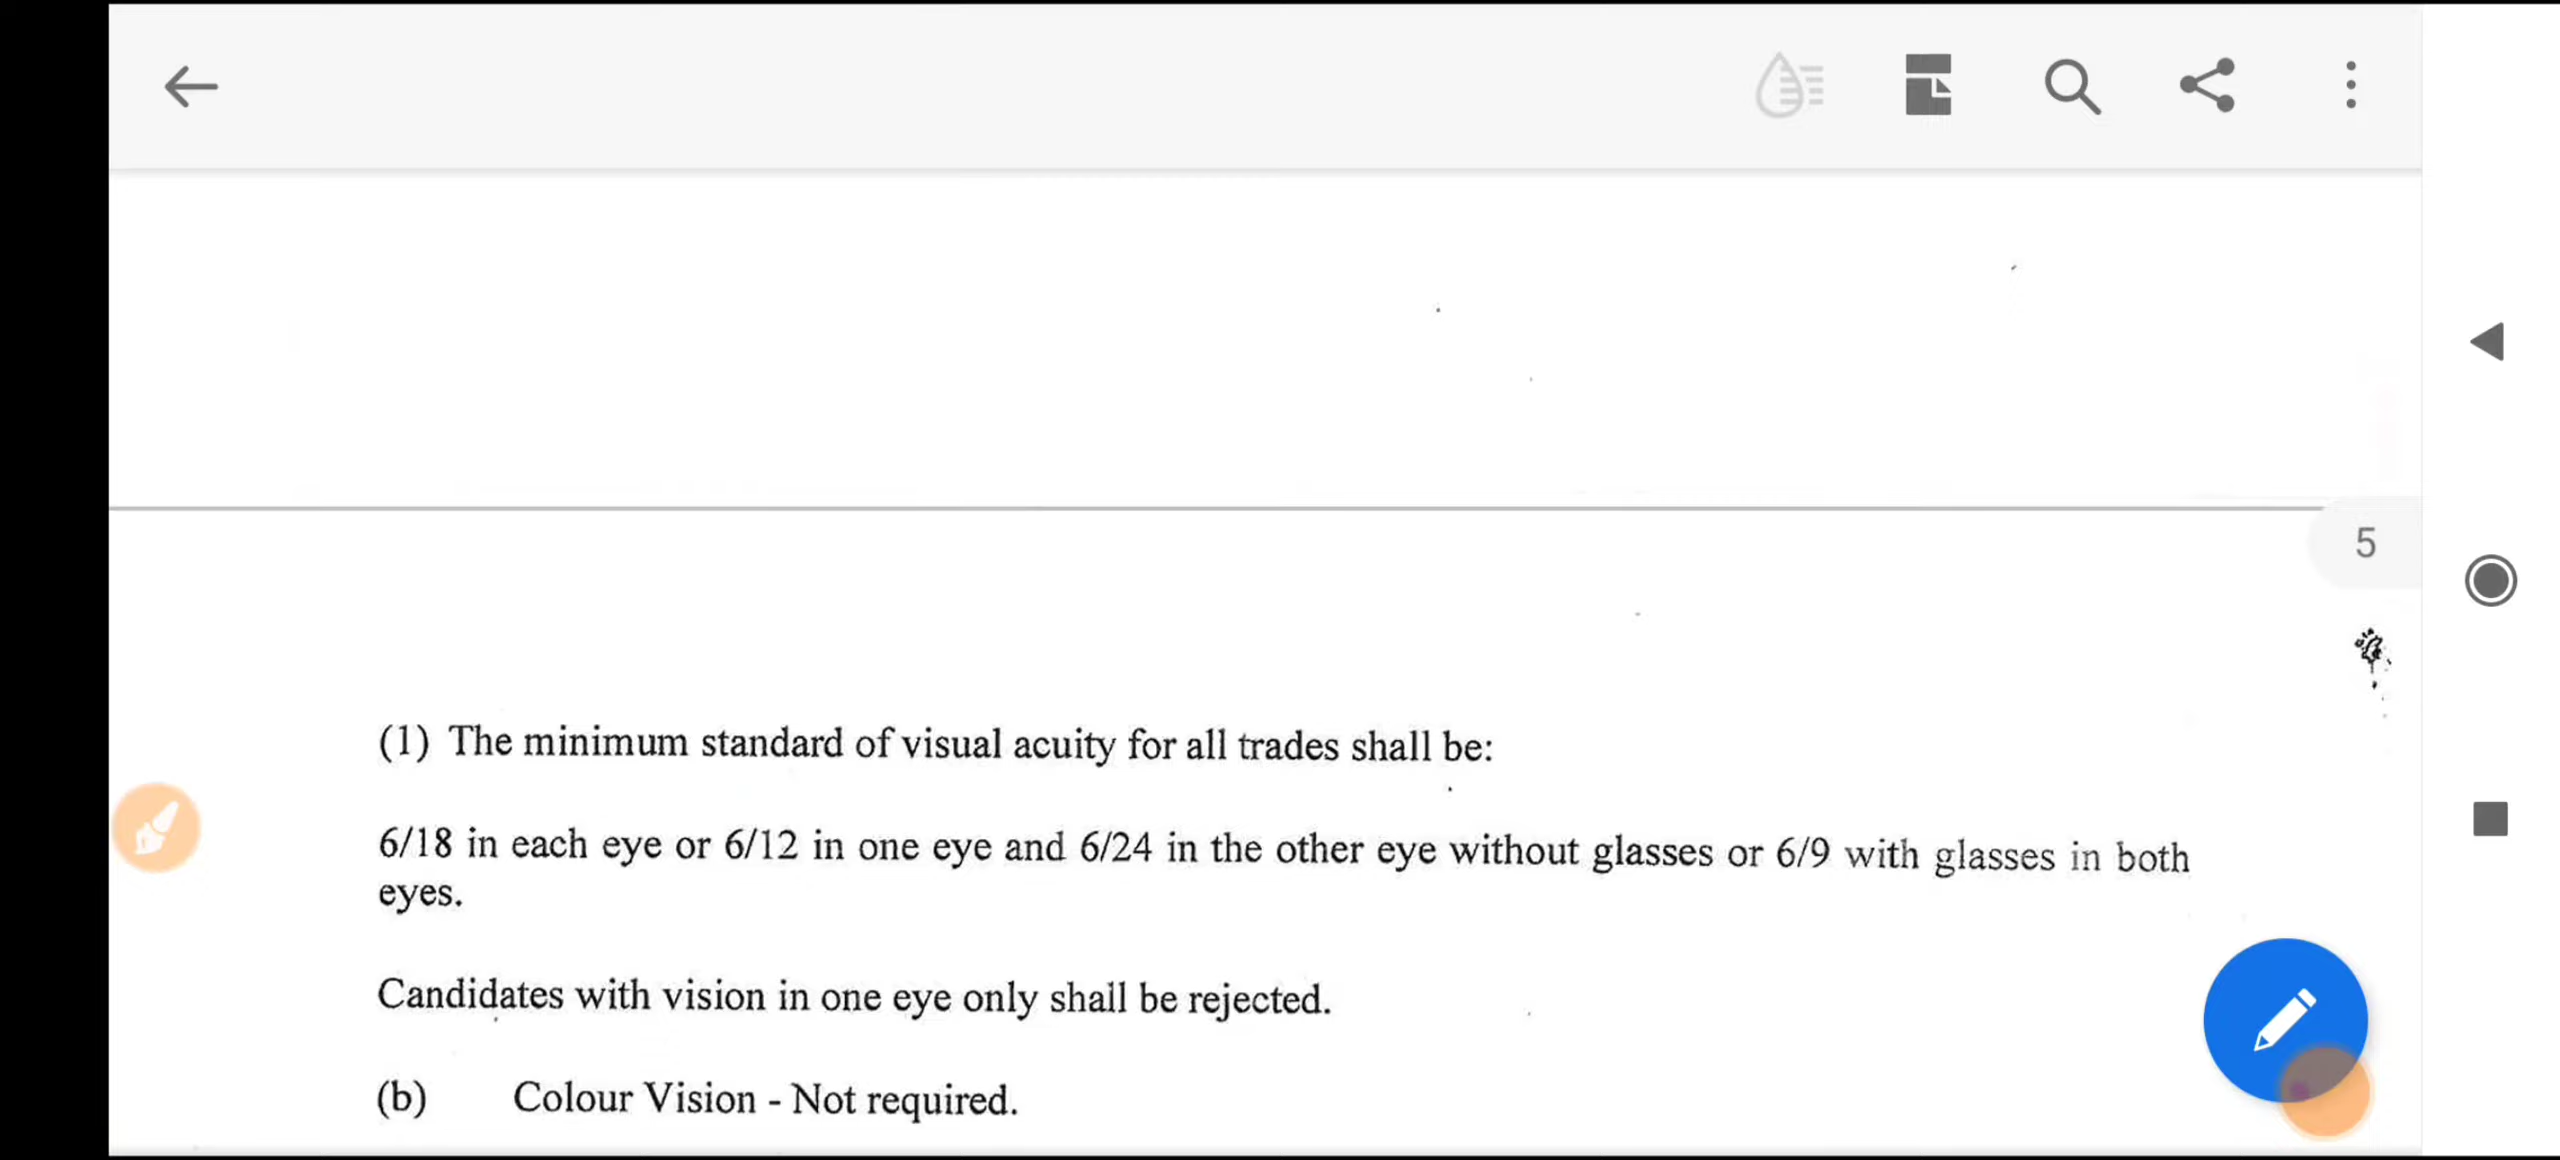 5
(1) The minimum standard of visual acuity for all trades shall be:
6/18 in each eye or 6/12 in one eye and 6/24 in the other eye without glasses or 6/9 with glasses in both
eyes.
Candidates with vision in one eye only shall be rejected.
(b) Colour Vision - Not required.